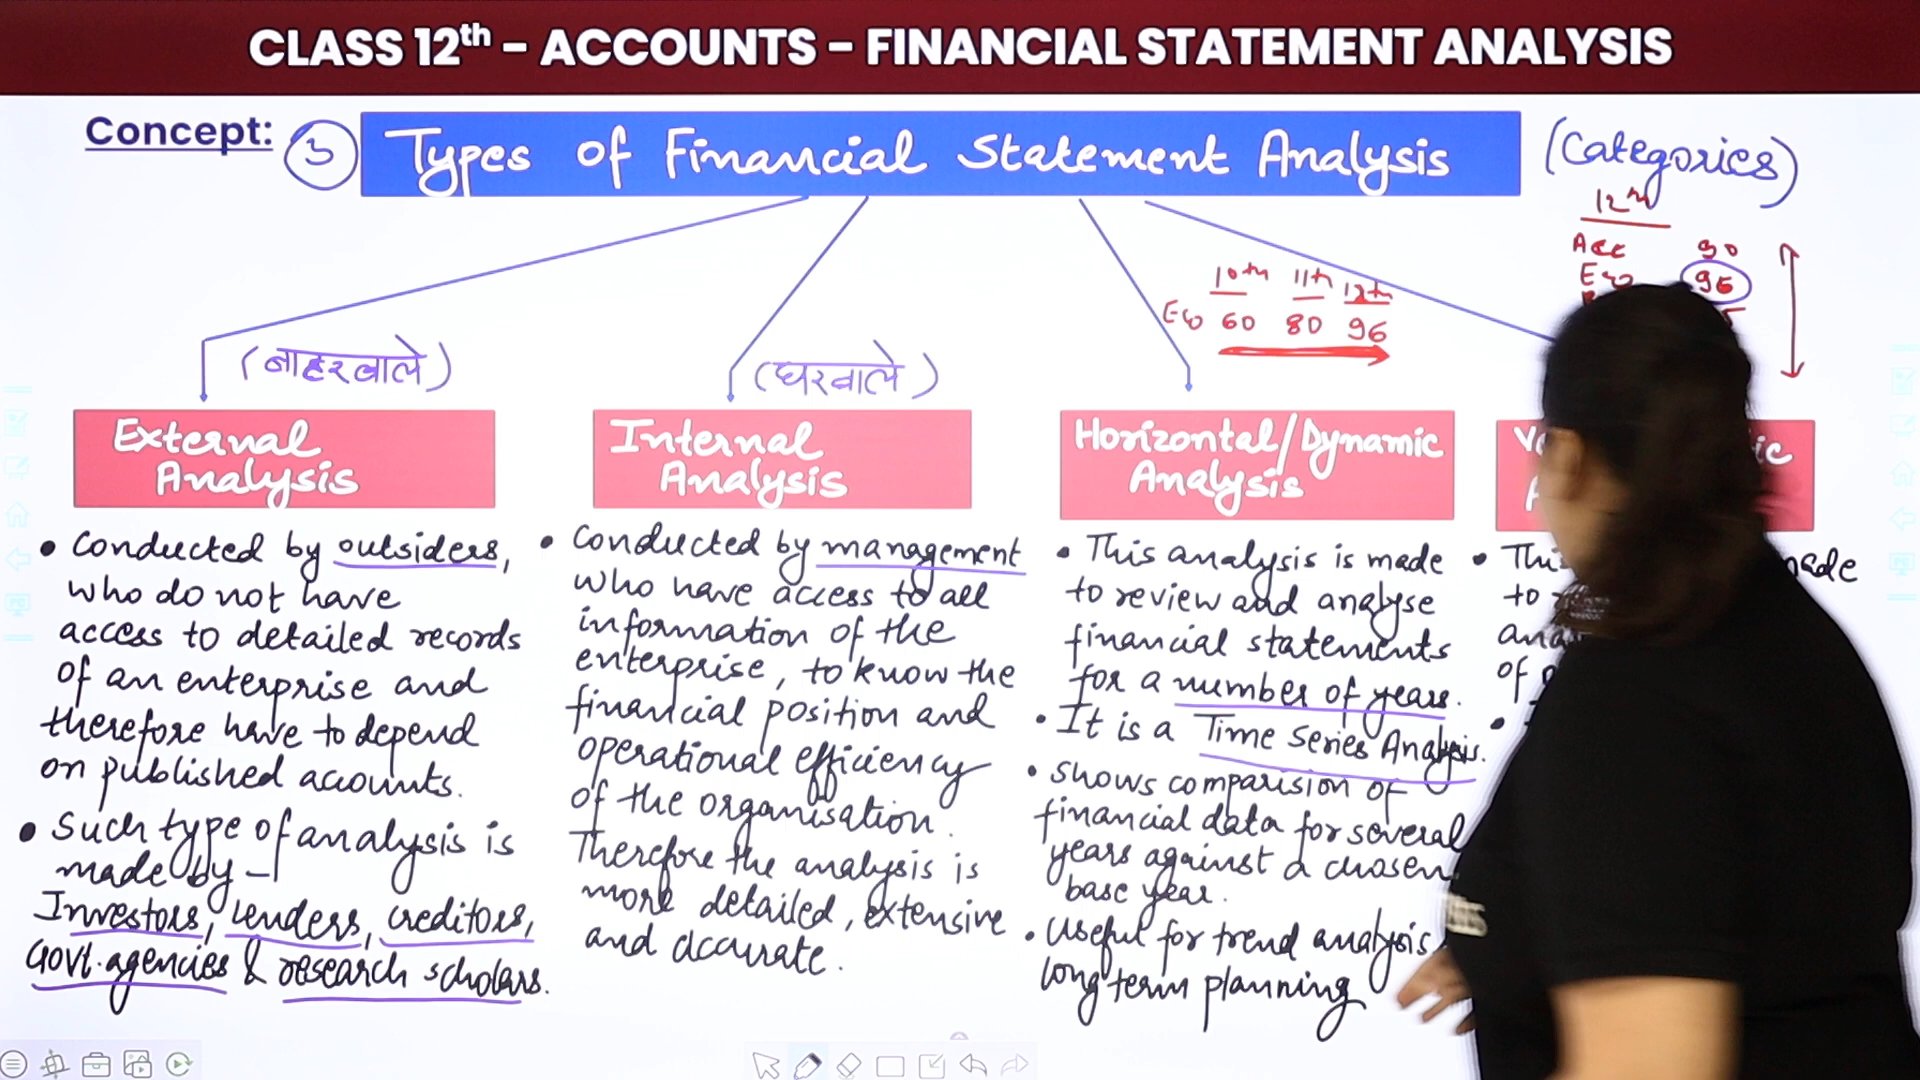 CLASS 12th – ACCOUNTS – FINANCIAL STATEMENT ANALYSIS
Concept: 3 Types of Financial Statement Analysis (Categories)
12th
Acc 90
Eco 96
10th 11th 12th
Eco 60 80 96
(बाहरवाले)
(घरवाले)
External
Analysis
• Conducted by outsiders,
who do not have
access to detailed records
of an enterprise and
therefore have to depend
on published accounts.
• Such type of analysis is
made by –
Investors, lenders, creditors,
Govt. agencies & research scholars.
Internal
Analysis
• Conducted by management
who have access to all
information of the
enterprise, to know the
financial position and
operational efficiency
of the organisation.
Therefore the analysis is
more detailed, extensive
and accurate.
Horizontal/Dynamic
Analysis
• This analysis is made
to review and analyse
financial statements
for a number of years.
• It is a Time Series Analysis.
• Shows comparision of
financial data for several
years against a chosen
base year.
• Useful for trend analysis
long term planning
to
of